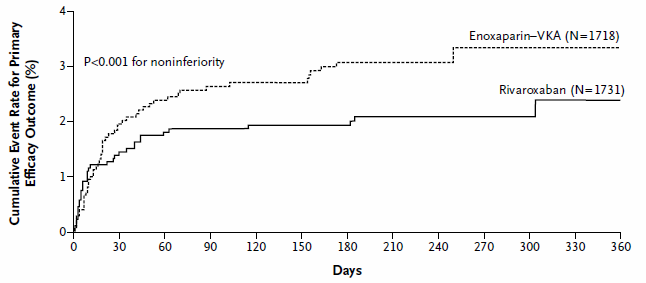 Cumulative Event Rate for Primary
Efficacy Outcome (%)
4
3
2
1
0
P<0.001 for noninferiority
Enoxaparin–VKA (N=1718)
Rivaroxaban (N=1731)
0 30 60 90 120 150 180 210 240 270 300 330 360
Days